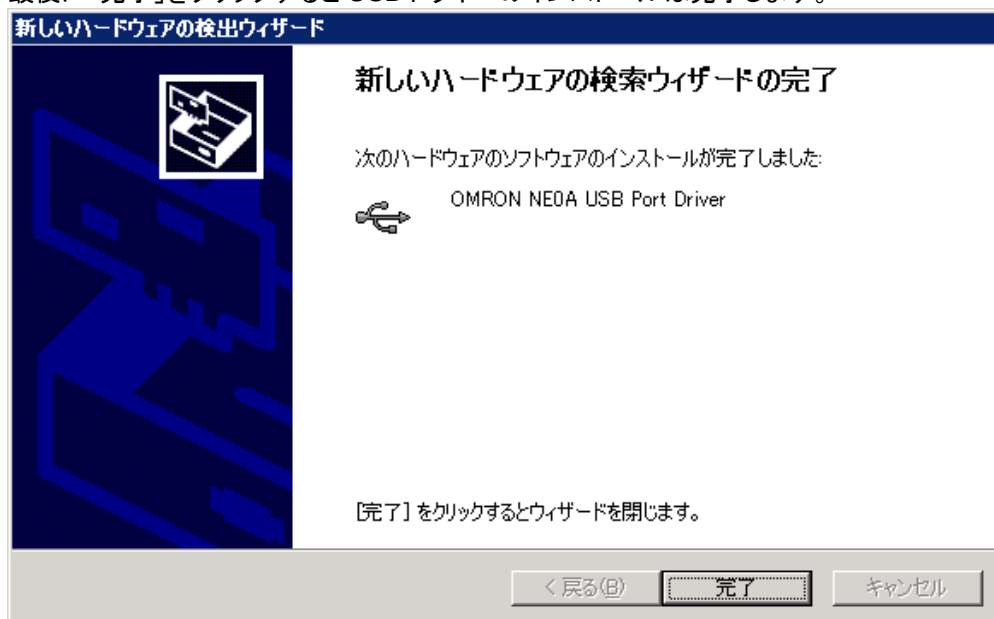 新しいハードウェアの検出ウィザード
新しいハードウェアの検索ウィザードの完了
次のハードウェアのソフトウェアのインストールが完了しました:
OMRON NE0A USB Port Driver
[完了] をクリックするとウィザードを閉じます。
< 戻る(B)
完了
キャンセル